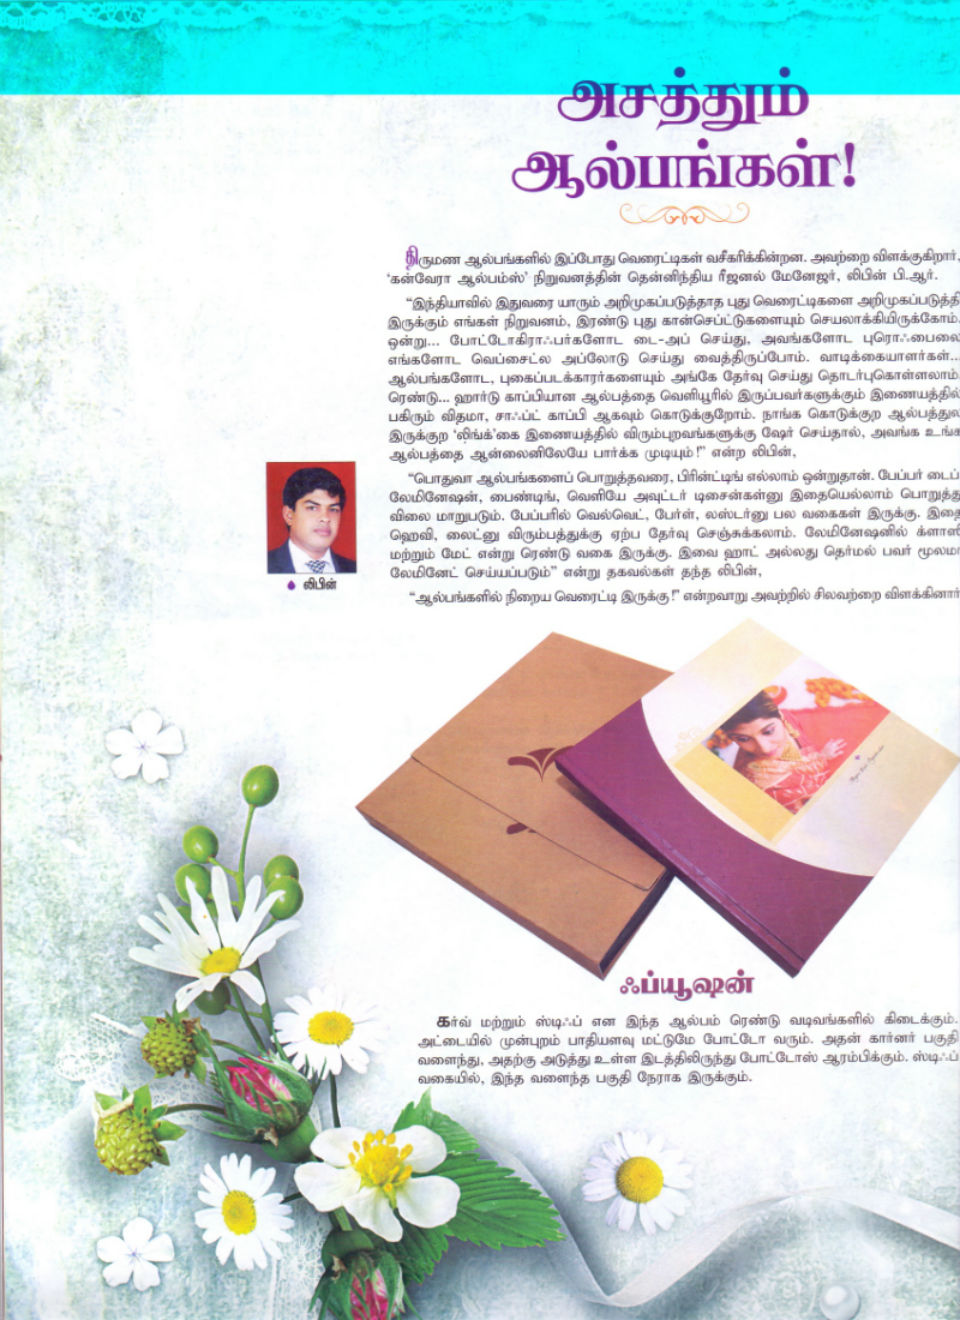 அசத்தும்
ஆல்பங்கள்!
திருமண ஆல்பங்களில் இப்போது வெரைட்டிகள் வசீகரிக்கின்றன. அவற்றை விளக்குகிறார்,
‘கன்வேரா ஆல்பம்ஸ்’ நிறுவனத்தின் தென்னிந்திய ரீஜனல் மேனேஜர், லிபின் பி.ஆர்.
“இந்தியாவில் இதுவரை யாரும் அறிமுகப்படுத்தாத புது வெரைட்டிகளை அறிமுகப்படுத்தி
இருக்கும் எங்கள் நிறுவனம், இரண்டு புது கான்செப்ட்டுகளையும் செயலாக்கியிருக்கோம்.
ஒன்று... போட்டோகிராஃபர்களோட டை-அப் செய்து, அவங்களோட புரொஃபைலை
எங்களோட வெப்சைட்ல அப்லோடு செய்து வைத்திருப்போம். வாடிக்கையாளர்கள்...
ஆல்பங்களோட, புகைப்படக்காரர்களையும் அங்கே தேர்வு செய்து தொடர்புகொள்ளலாம்.
ரெண்டு... ஹார்டு காப்பியான ஆல்பத்தை வெளியூரில் இருப்பவர்களுக்கும் இணையத்தில்
பகிரும் விதமா, சாஃப்ட் காப்பி ஆகவும் கொடுக்குறோம். நாங்க கொடுக்குற ஆல்பத்துல
இருக்குற ‘லிங்க்’கை இணையத்தில் விரும்புறவங்களுக்கு ஷேர் செய்தால், அவங்க உங்க
ஆல்பத்தை ஆன்லைனிலேயே பார்க்க முடியும்!” என்ற லிபின்,
“பொதுவா ஆல்பங்களைப் பொறுத்தவரை, பிரின்ட்டிங் எல்லாம் ஒன்றுதான். பேப்பர் டைப்
லேமினேஷன், பைண்டிங், வெளியே அவுட்டர் டிசைன்கள்னு இதையெல்லாம் பொறுத்து
விலை மாறுபடும். பேப்பரில் வெல்வெட், பேர்ள், லஸ்டர்னு பல வகைகள் இருக்கு. இதை
ஹெவி, லைட்னு விரும்பத்துக்கு ஏற்ப தேர்வு செஞ்சுக்கலாம். லேமினேஷனில் க்ளாஸி
மற்றும் மேட் என்று ரெண்டு வகை இருக்கு. இவை ஹாட் அல்லது தெர்மல் பவர் மூலமா
லேமினேட் செய்யப்படும்” என்று தகவல்கள் தந்த லிபின்,
“ஆல்பங்களில் நிறைய வெரைட்டி இருக்கு!” என்றவாறு அவற்றில் சிலவற்றை விளக்கினார்
லிபின்
ஃப்யூஷன்
கர்வ் மற்றும் ஸ்டிஃப் என இந்த ஆல்பம் ரெண்டு வடிவங்களில் கிடைக்கும்.
அட்டையில் முன்புறம் பாதியளவு மட்டுமே போட்டோ வரும். அதன் கார்னர் பகுதி
வளைந்து, அதற்கு அடுத்து உள்ள இடத்திலிருந்து போட்டோஸ் ஆரம்பிக்கும். ஸ்டிஃப்
வகையில், இந்த வளைந்த பகுதி நேராக இருக்கும்.